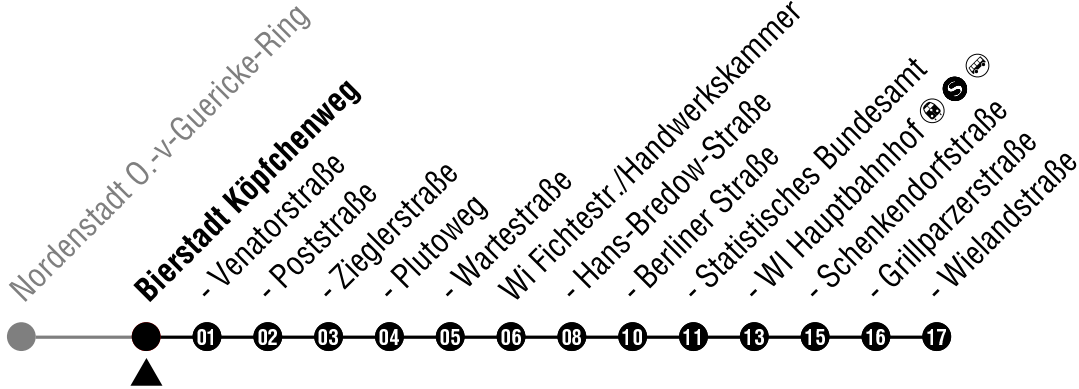 Nordenstadt O.-v-Guericke-Ring
Bierstadt Köpfchenweg
- Venatorstraße
- Poststraße
- Zieglerstraße
- Plutoweg
- Wartestraße
Wi Fichtestr./Handwerkskammer
- Hans-Bredow-Straße
- Berliner Straße
- Statistisches Bundesamt
- WI Hauptbahnhof S
- Schenkendorfstraße
- Grillparzerstraße
- Wielandstraße
01 02 03 04 05 06 08 10 11 13 15 16 17